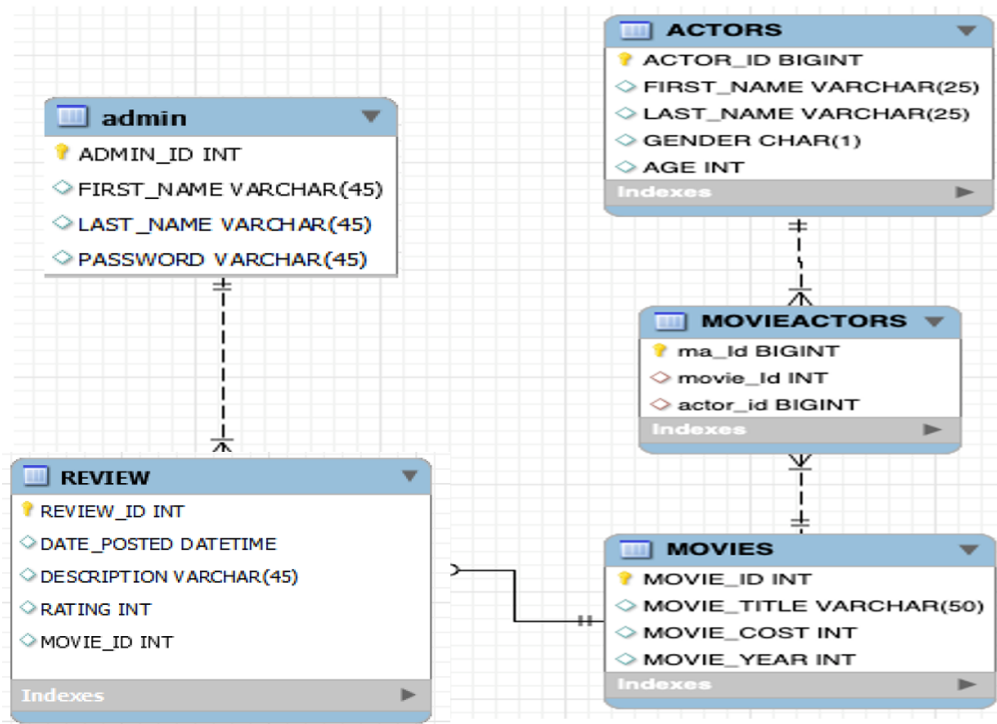 admin
ADMIN_ID INT
FIRST_NAME VARCHAR(45)
LAST_NAME VARCHAR(45)
PASSWORD VARCHAR(45)
ACTORS
ACTOR_ID BIGINT
FIRST_NAME VARCHAR(25)
LAST_NAME VARCHAR(25)
GENDER CHAR(1)
AGE INT
Indexes
MOVIEACTORS
ma_Id BIGINT
movie_Id INT
actor_id BIGINT
Indexes
REVIEW
REVIEW_ID INT
DATE_POSTED DATETIME
DESCRIPTION VARCHAR(45)
RATING INT
MOVIE_ID INT
Indexes
MOVIES
MOVIE_ID INT
MOVIE_TITLE VARCHAR(50)
MOVIE_COST INT
MOVIE_YEAR INT
Indexes